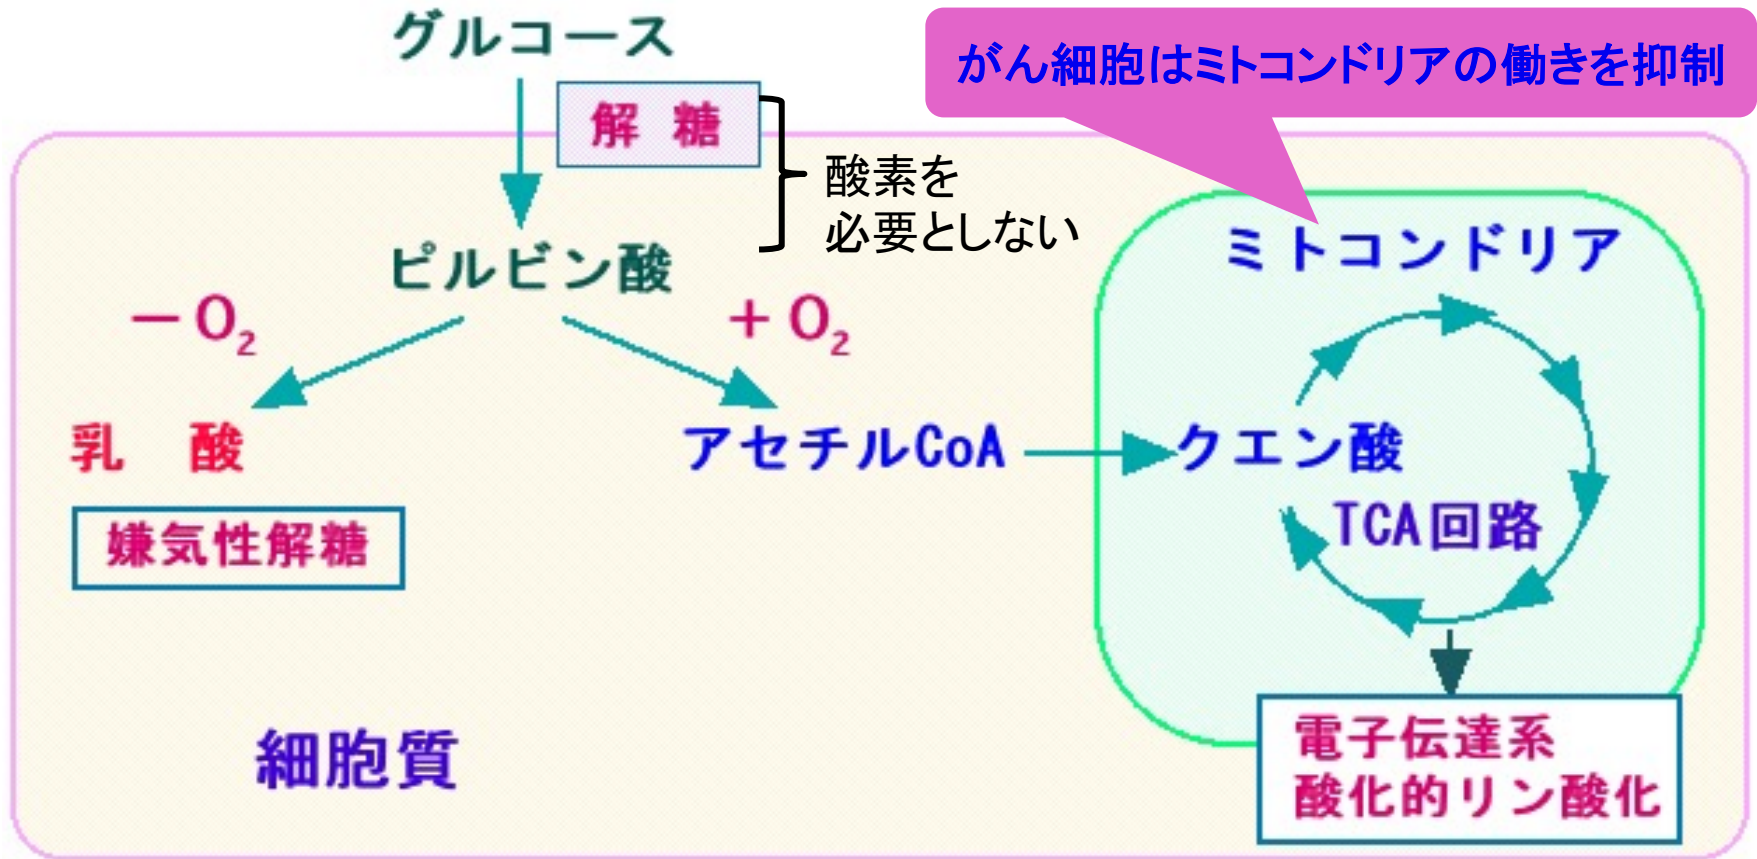 グルコース
がん細胞はミトコンドリアの働きを抑制
解 糖
酸素を
必要としない
ピルビン酸
ミトコンドリア
－O₂
＋O₂
乳 酸
アセチルCoA
クエン酸
TCA回路
嫌気性解糖
細胞質
電子伝達系
酸化的リン酸化